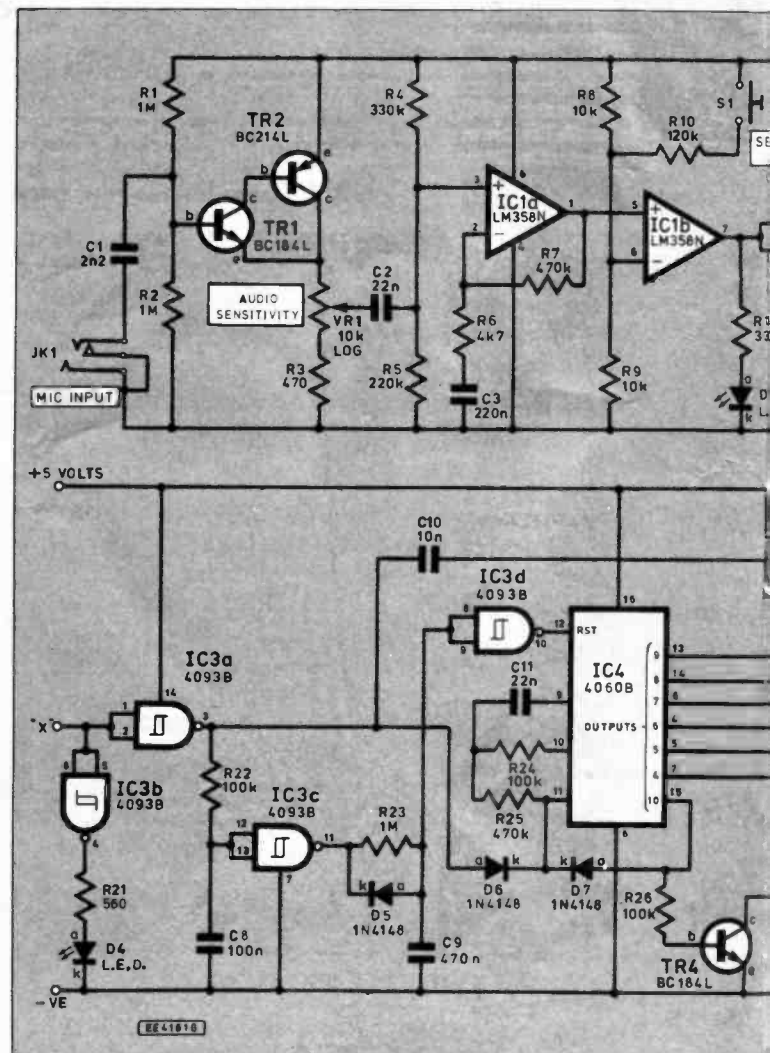 R1
1M
TR2
BC214L
R4
330k
R8
10k
R10
120k
S1
b
e
c
b
c
e
TR1
BC184L
3
+
2
−
6
IC1a
LM358N
1
4
5
+
6
−
IC1b
LM358N
7
C1
2n2
R2
1M
AUDIO
SENSITIVITY
VR1
10k
LOG
C2
22n
R7
470k
R6
4k7
JK1
MIC INPUT
R3
470
R5
220k
C3
220n
R9
10k
a
k
+5 VOLTS
C10
10n
IC3d
4093B
8
9
10
12
RST
16
IC4
4060B
OUTPUTS
9
13
8
14
7
6
6
4
5
5
4
7
10
15
IC3a
4093B
14
1
2
3
"X"
C11
22n
9
R24
100k
10
R25
470k
11
6
5
IC3b
4093B
4
R22
100k
IC3c
4093B
12
13
11
7
R23
1M
k
a
D5
1N4148
a
k
D6
1N4148
k
a
D7
1N4148
R26
100k
R21
560
a
D4
L.E.D.
k
C8
100n
C9
470n
b
c
e
TR4
BC184L
−VE
EE4161G